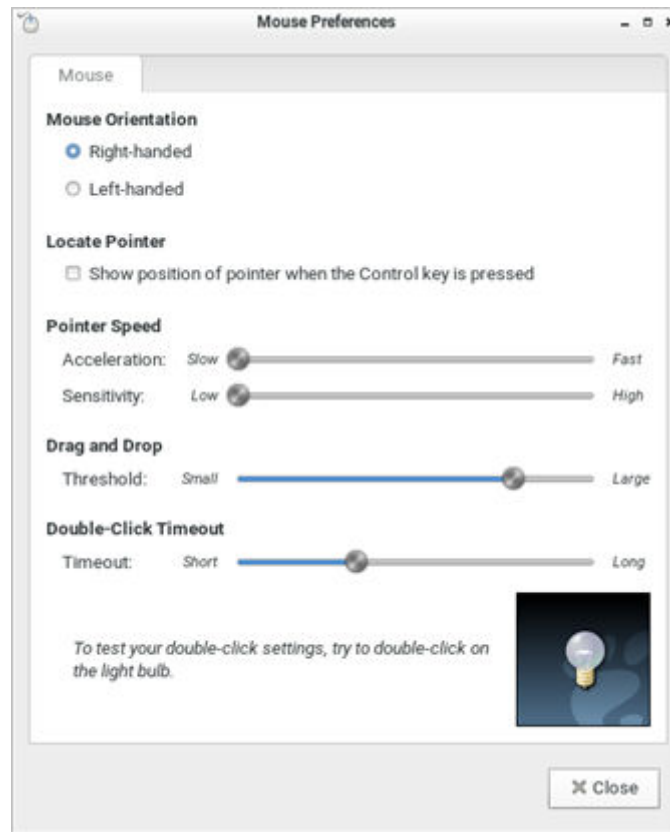 Mouse Preferences
Mouse
Mouse Orientation
Right-handed
Left-handed
Locate Pointer
Show position of pointer when the Control key is pressed
Pointer Speed
Acceleration: Slow Fast
Sensitivity: Low High
Drag and Drop
Threshold: Small Large
Double-Click Timeout
Timeout: Short Long
To test your double-click settings, try to double-click on
the light bulb.
Close